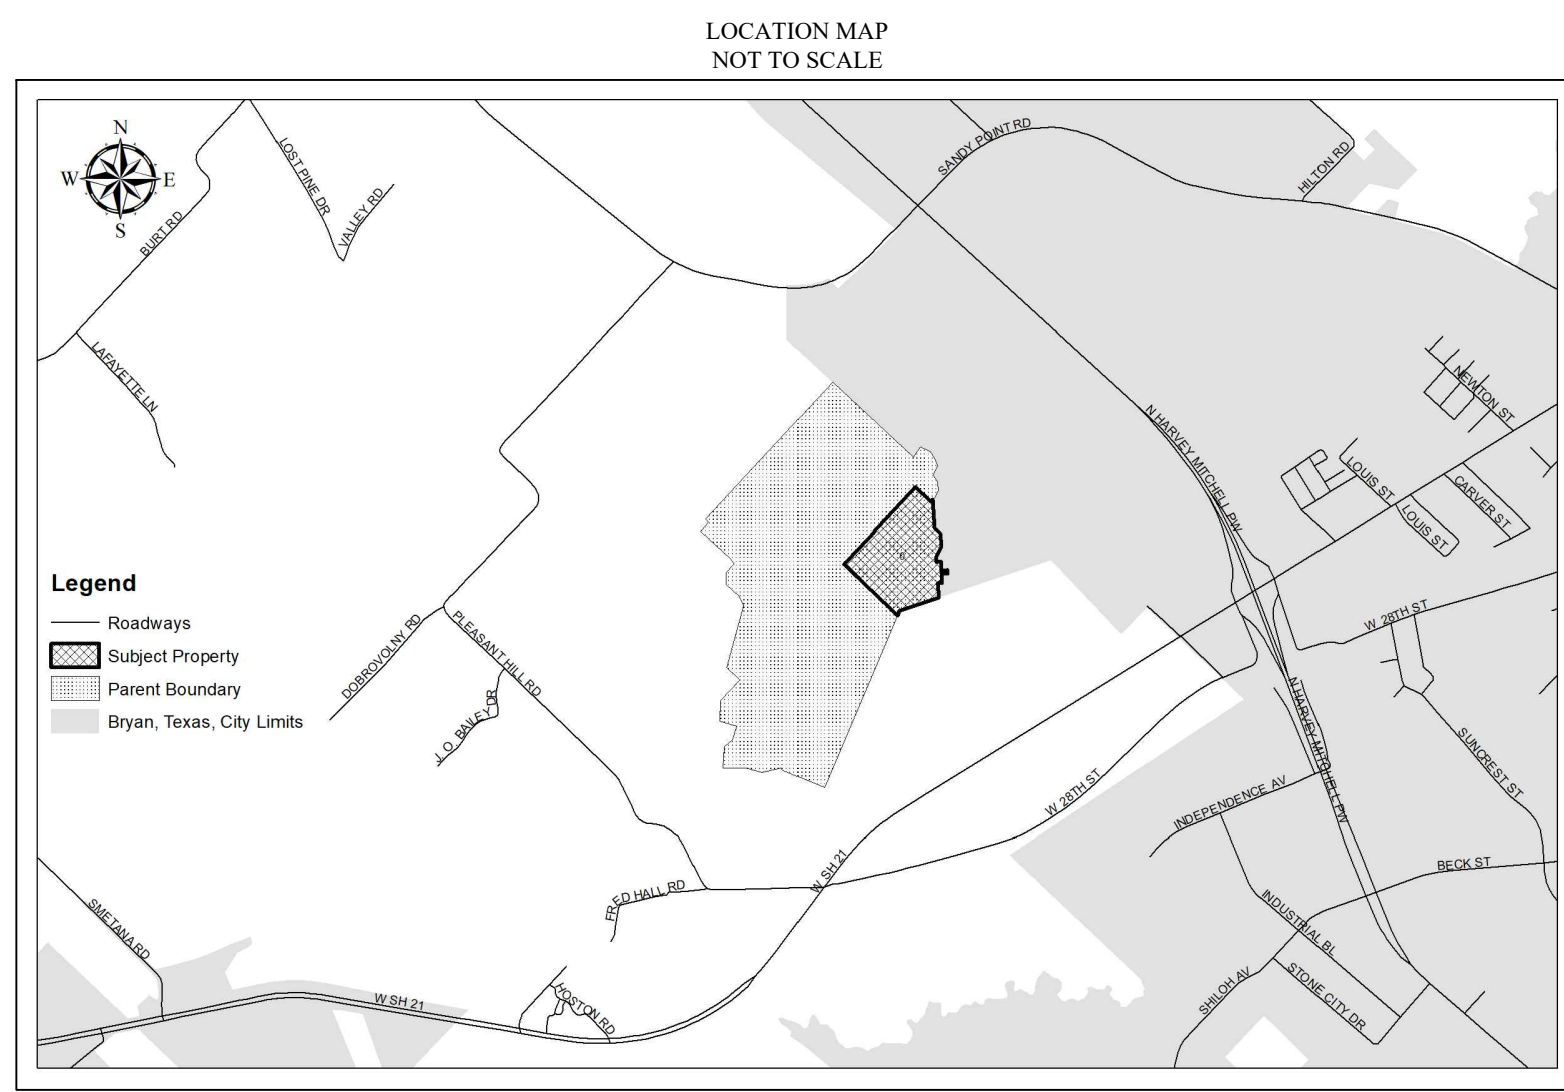 LOCATION MAP
NOT TO SCALE
N
W
E
S
BURT RD
LOST PINE DR
VALLEY RD
SANDY POINT RD
HILTON RD
LAFAYETTE LN
NEWTON ST
N HARVEY MITCHELL PW
LOUIS ST
CARVER ST
LOUIS ST
Legend
Roadways
Subject Property
Parent Boundary
Bryan, Texas, City Limits
DOBROVOLNY RD
PLEASANT HILL RD
J. O. BAILEY DR
W 28TH ST
N HARVEY MITCHELL PW
SUNCREST ST
W 28TH ST
INDEPENDENCE AV
W SH 21
BECK ST
FRED HALL RD
SMETANA RD
INDUSTRIAL BL
SHILOH AV
STONE CITY DR
W SH 21
HOSTON RD